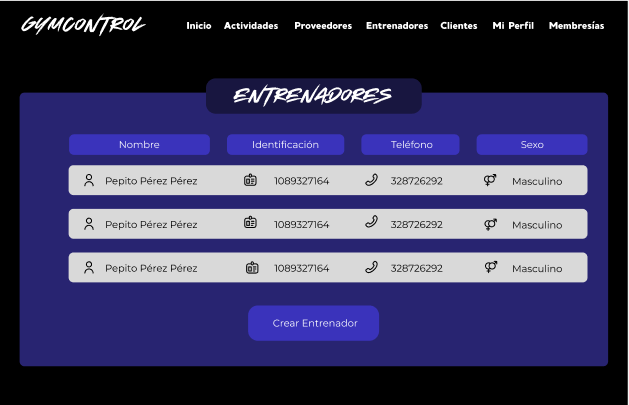 GYMCONTROL Inicio Actividades Proveedores Entrenadores Clientes Mi Perfil Membresías
ENTRENADORES
Nombre Identificación Teléfono Sexo
Pepito Pérez Pérez 1089327164 328726292 Masculino
Pepito Pérez Pérez 1089327164 328726292 Masculino
Pepito Pérez Pérez 1089327164 328726292 Masculino
Crear Entrenador